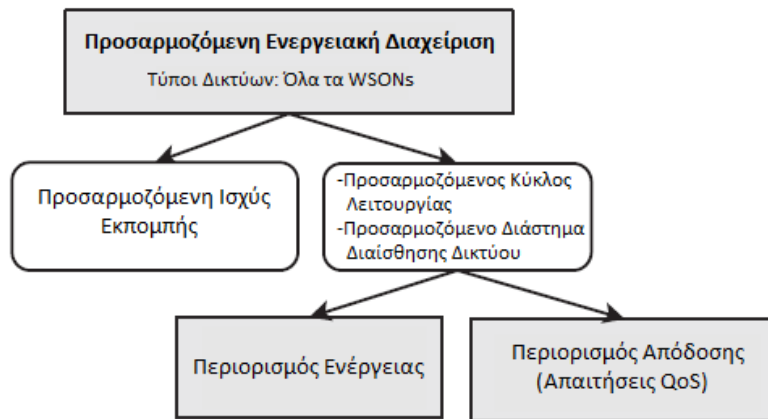 Προσαρμοζόμενη Ενεργειακή Διαχείριση
Τύποι Δικτύων: Όλα τα WSONs
Προσαρμοζόμενη Ισχύς
Εκπομπής
-Προσαρμοζόμενος Κύκλος
Λειτουργίας
-Προσαρμοζόμενο Διάστημα
Διαίσθησης Δικτύου
Περιορισμός Ενέργειας
Περιορισμός Απόδοσης
(Απαιτήσεις QoS)